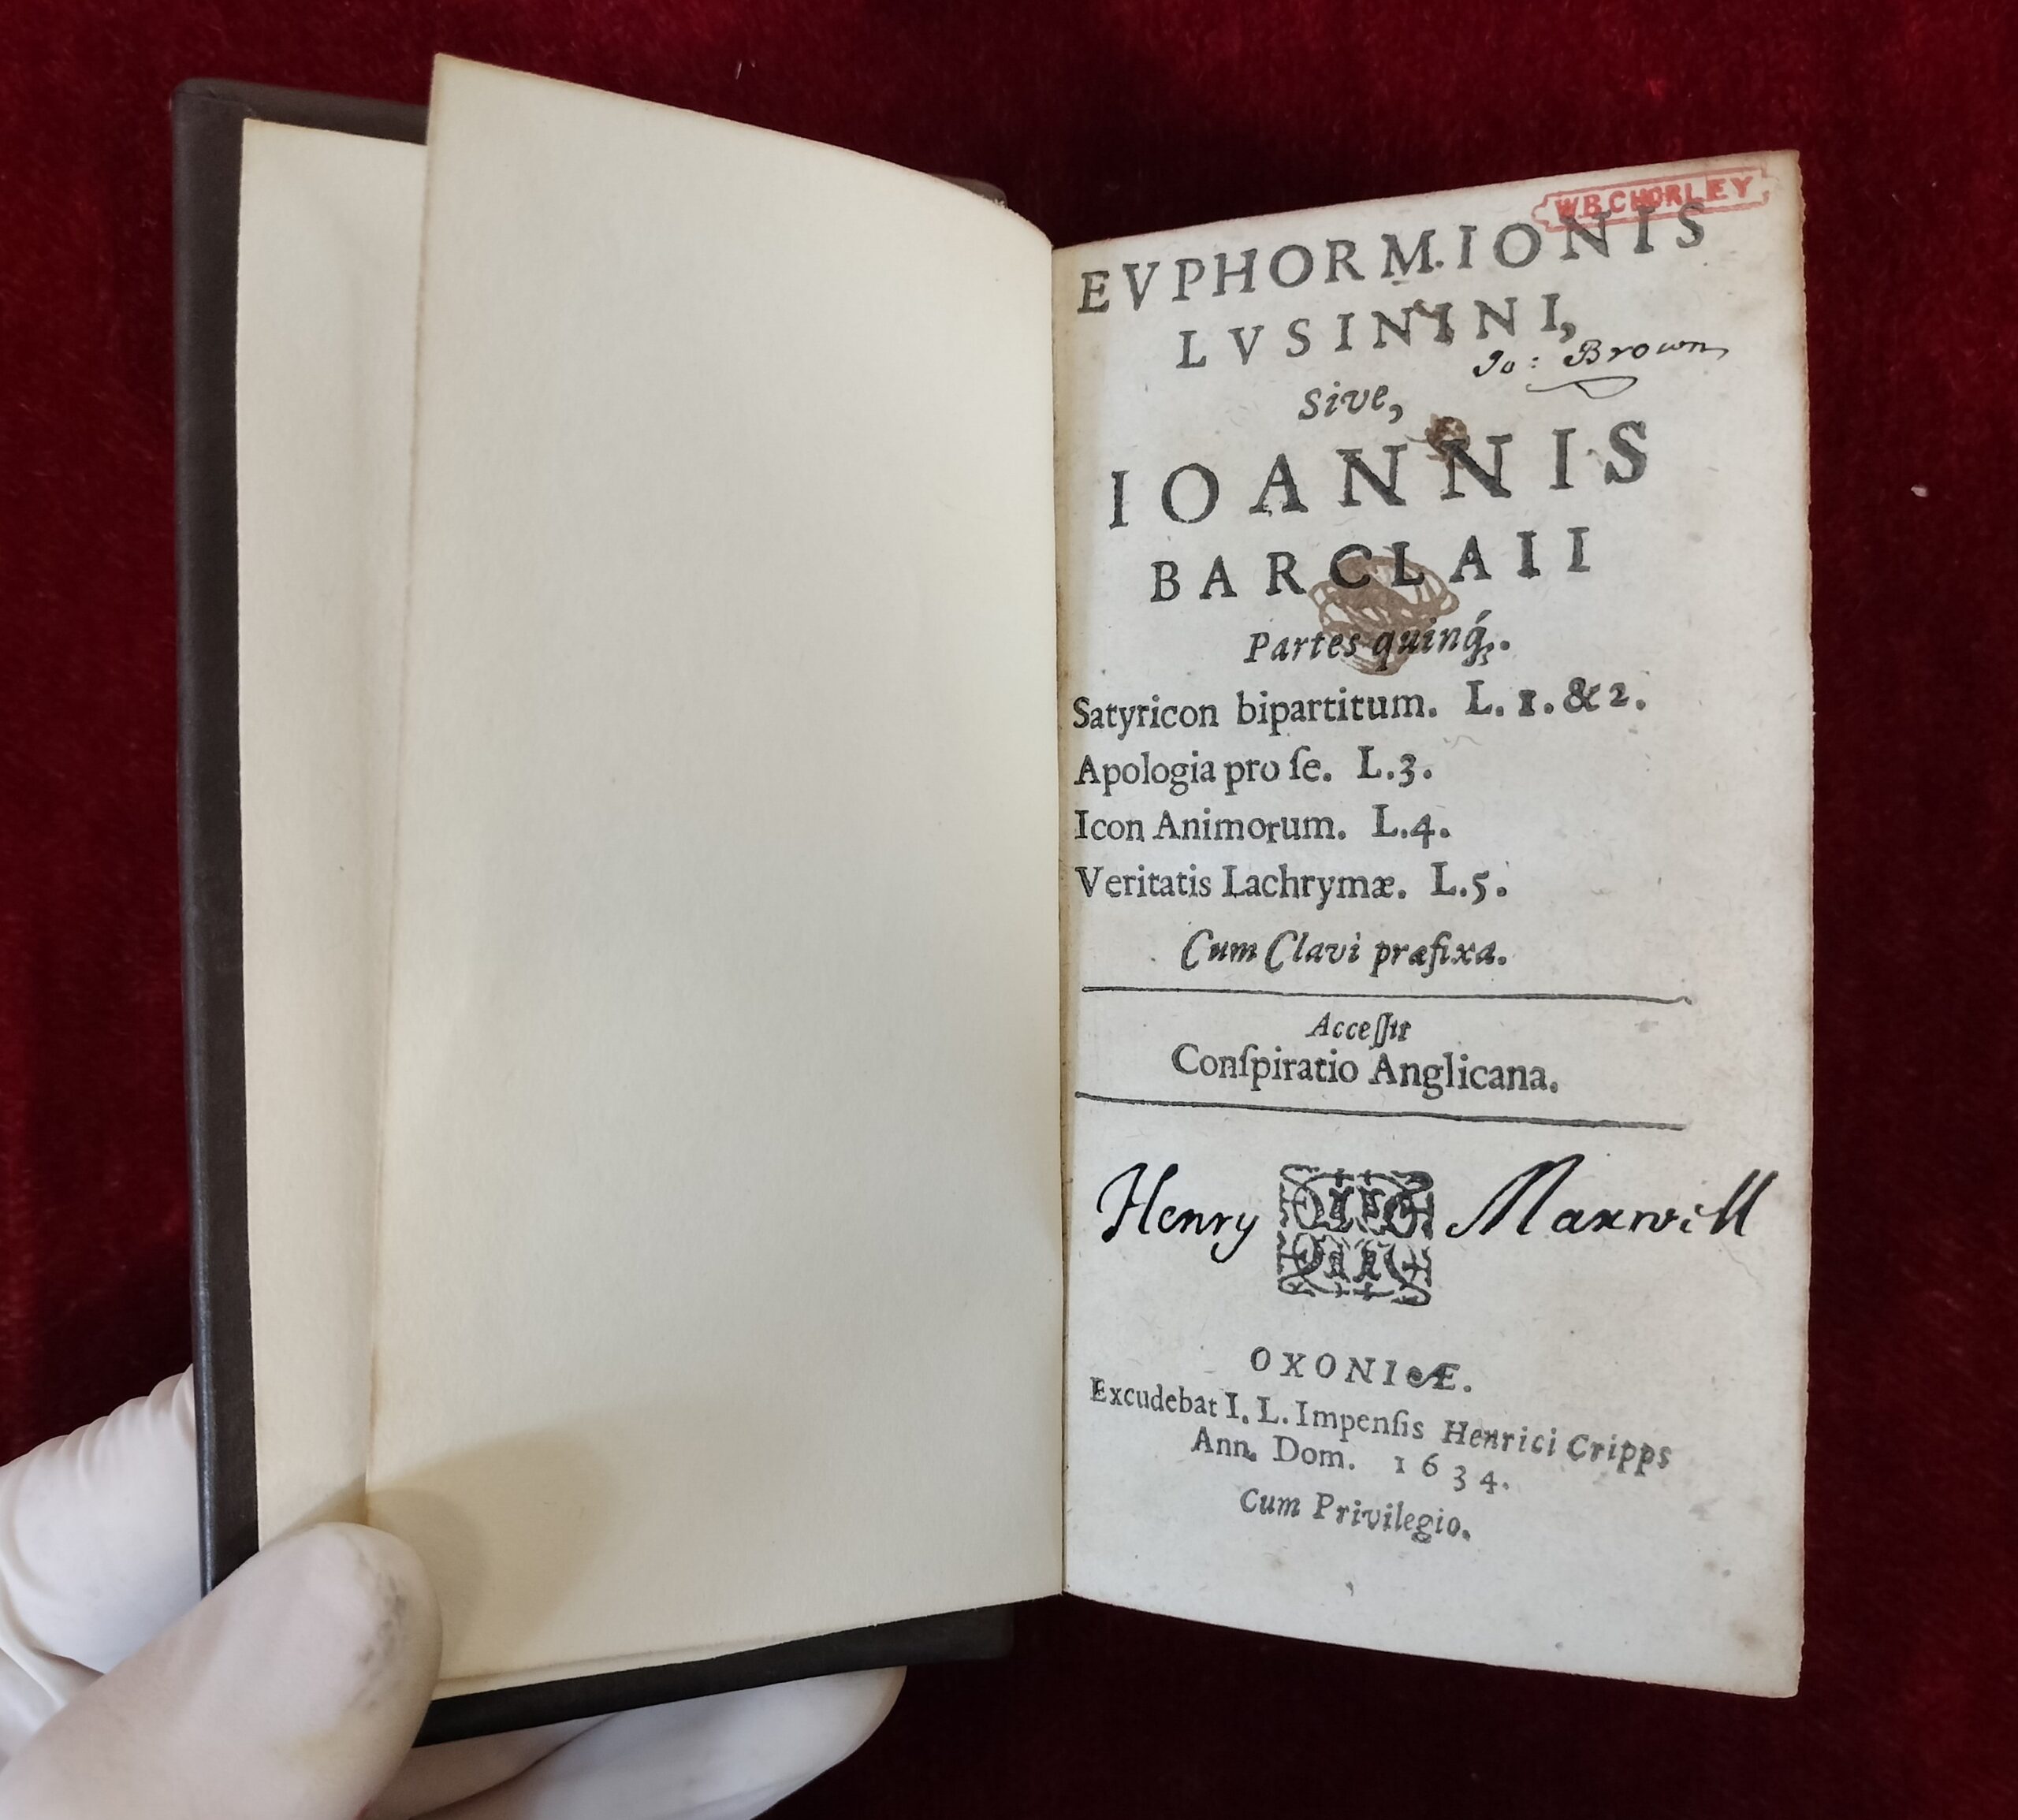 WBCHORLEY
EVPHORMIONIS
LVSININI,
Jo: Brown
Sive,
IOANNIS
BARCLAII
Partes quinq́;.
Satyricon bipartitum. L. 1. & 2.
Apologia pro ſe. L.3.
Icon Animorum. L.4.
Veritatis Lachrymæ. L.5.
Cum Clavi præfixa.
Acceſſit
Conſpiratio Anglicana.
Henry Maxwell
OXONIÆ.
Excudebat I. L. Impenſis Henrici Cripps
Ann. Dom. 1634.
Cum Privilegio.